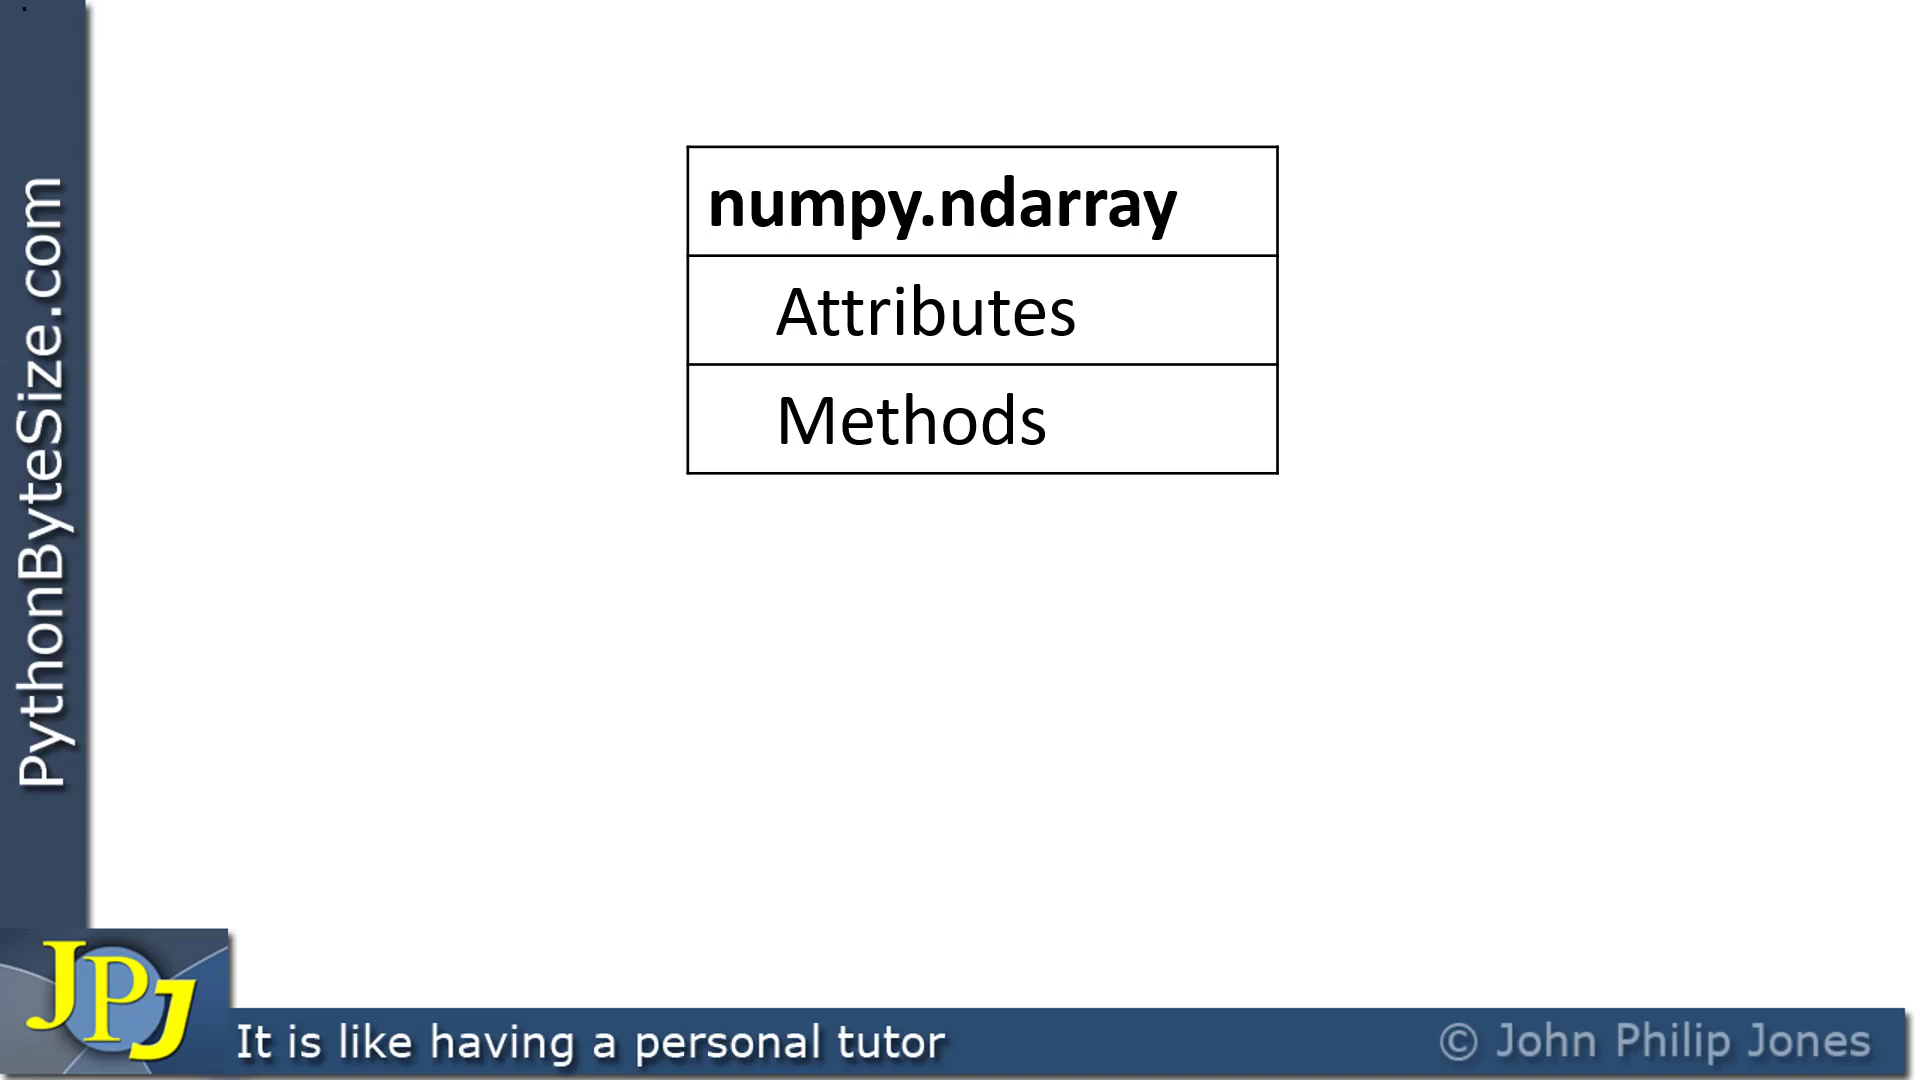 numpy.ndarray
Attributes
Methods
PythonByteSize.com
JPJ
It is like having a personal tutor
© John Philip Jones